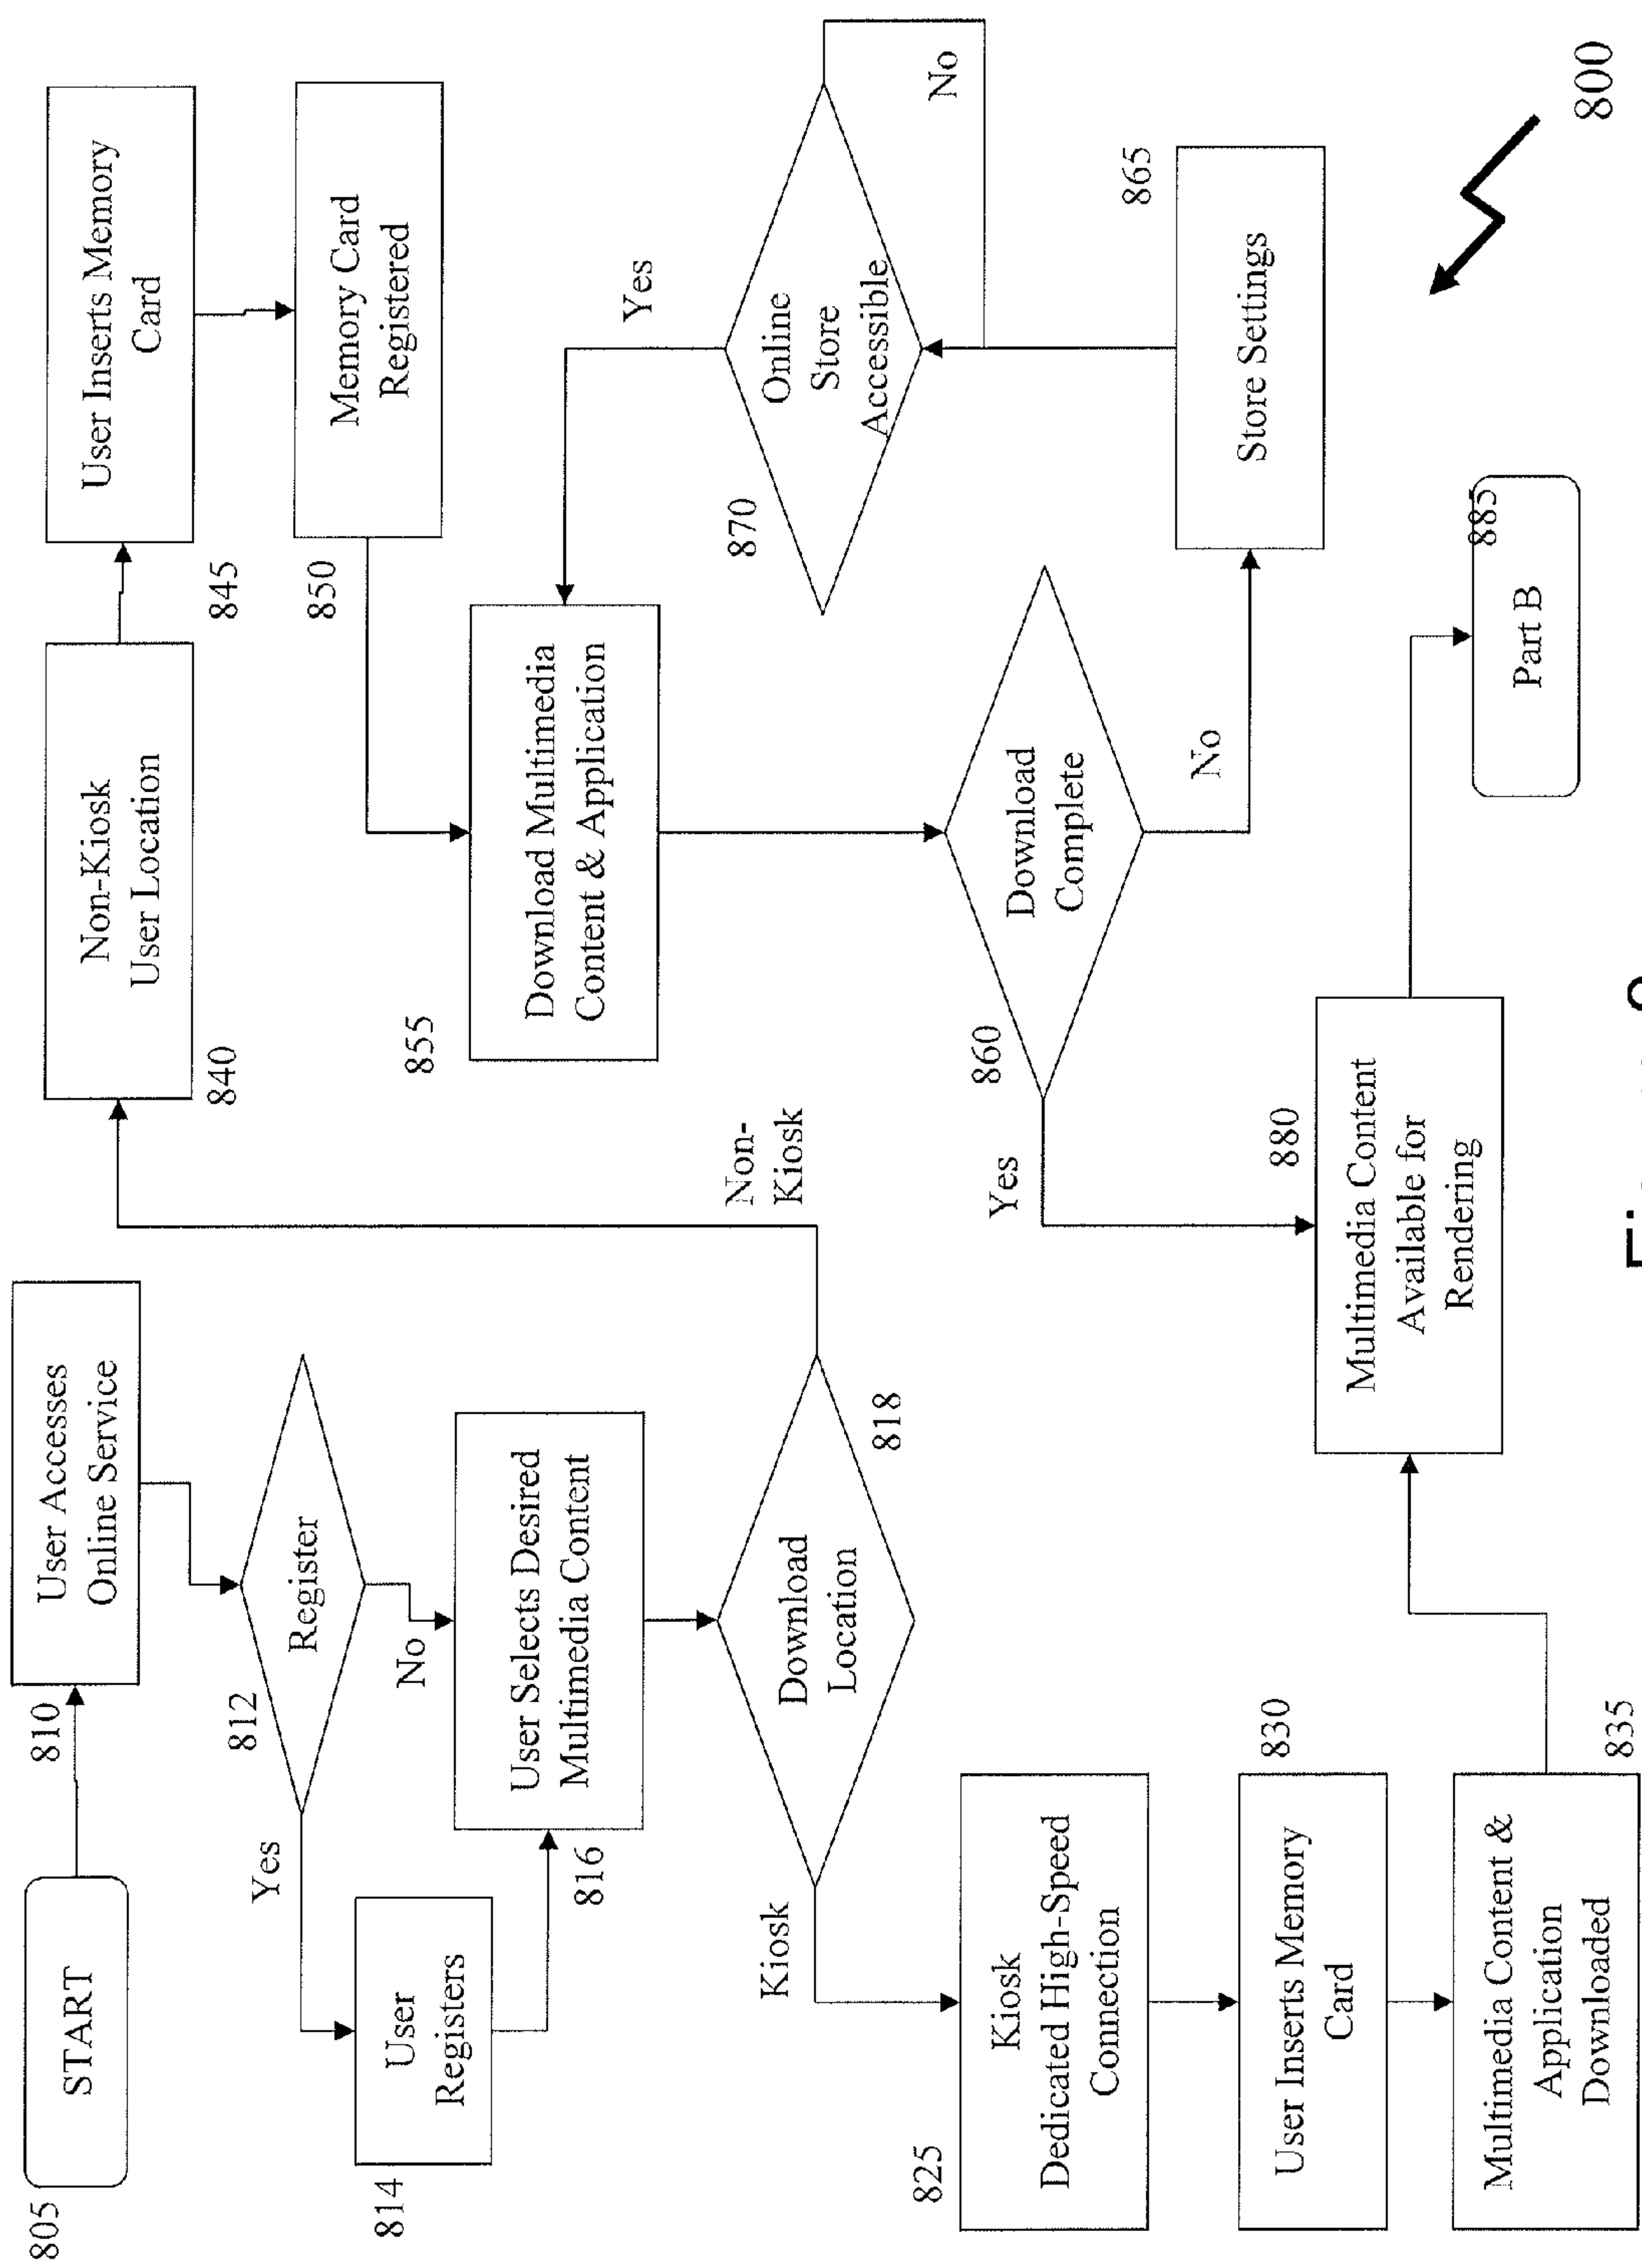 805
START
810
User Accesses
Online Service
812
Register
Yes
No
814
User
Registers
816
User Selects Desired
Multimedia Content
818
Download
Location
Kiosk
Non-
Kiosk
825
Kiosk
Dedicated High-Speed
Connection
830
User Inserts Memory
Card
835
Multimedia Content &
Application
Downloaded
840
Non-Kiosk
User Location
845
User Inserts Memory
Card
850
Memory Card
Registered
855
Download Multimedia
Content & Application
860
Download
Complete
Yes
No
865
Store Settings
870
Online
Store
Accessible
Yes
No
880
Multimedia Content
Available for
Rendering
885
Part B
800